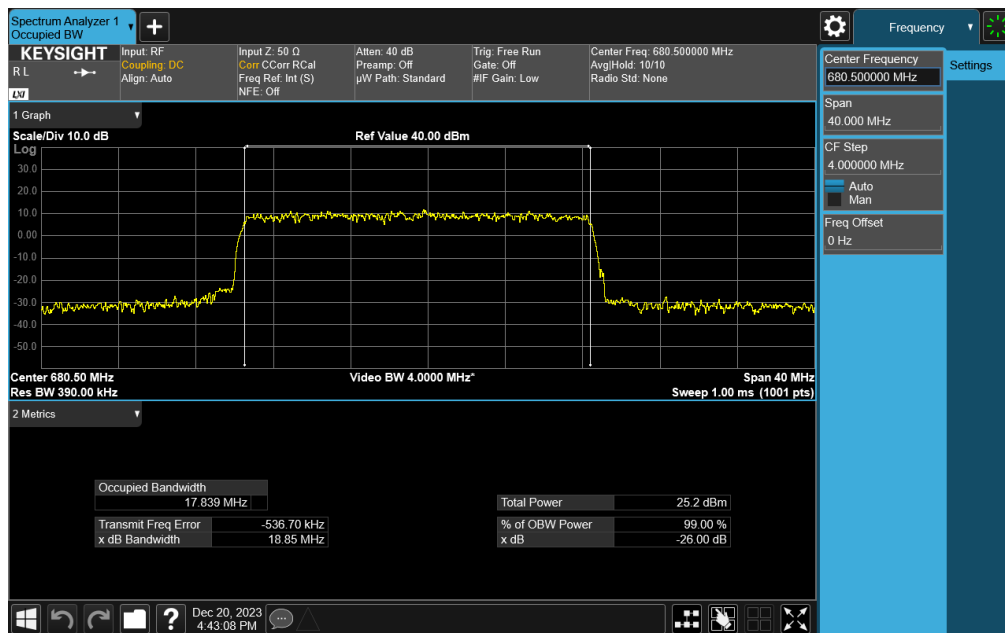 Spectrum Analyzer 1
Occupied BW
Frequency
KEYSIGHT
R L
LXI
Input: RF
Coupling: DC
Align: Auto
Input Z: 50 Ω
Corr CCorr RCal
Freq Ref: Int (S)
NFE: Off
Atten: 40 dB
Preamp: Off
µW Path: Standard
Trig: Free Run
Gate: Off
#IF Gain: Low
Center Freq: 680.500000 MHz
Avg|Hold: 10/10
Radio Std: None
Center Frequency
680.500000 MHz
Settings
Span
40.000 MHz
CF Step
4.000000 MHz
Auto
Man
Freq Offset
0 Hz
1 Graph
Scale/Div 10.0 dB
Ref Value 40.00 dBm
Log
30.0
20.0
10.0
0.00
-10.0
-20.0
-30.0
-40.0
-50.0
Center 680.50 MHz
Video BW 4.0000 MHz*
Span 40 MHz
Res BW 390.00 kHz
Sweep 1.00 ms (1001 pts)
2 Metrics
Occupied Bandwidth
17.839 MHz
Total Power 25.2 dBm
Transmit Freq Error -536.70 kHz
% of OBW Power 99.00 %
x dB Bandwidth 18.85 MHz
x dB -26.00 dB
Dec 20, 2023
4:43:08 PM